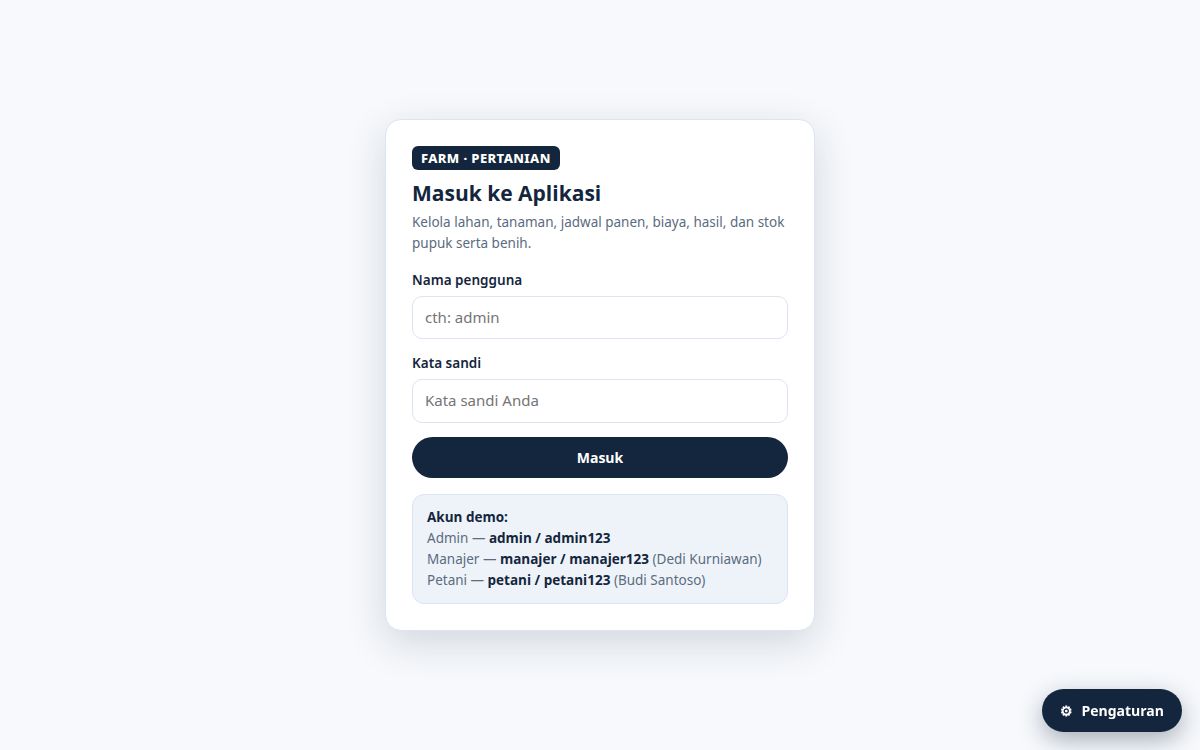 FARM · PERTANIAN
Masuk ke Aplikasi
Kelola lahan, tanaman, jadwal panen, biaya, hasil, dan stok
pupuk serta benih.
Nama pengguna
cth: admin
Kata sandi
Kata sandi Anda
Masuk
Akun demo:
Admin — admin / admin123
Manajer — manajer / manajer123 (Dedi Kurniawan)
Petani — petani / petani123 (Budi Santoso)
⚙ Pengaturan